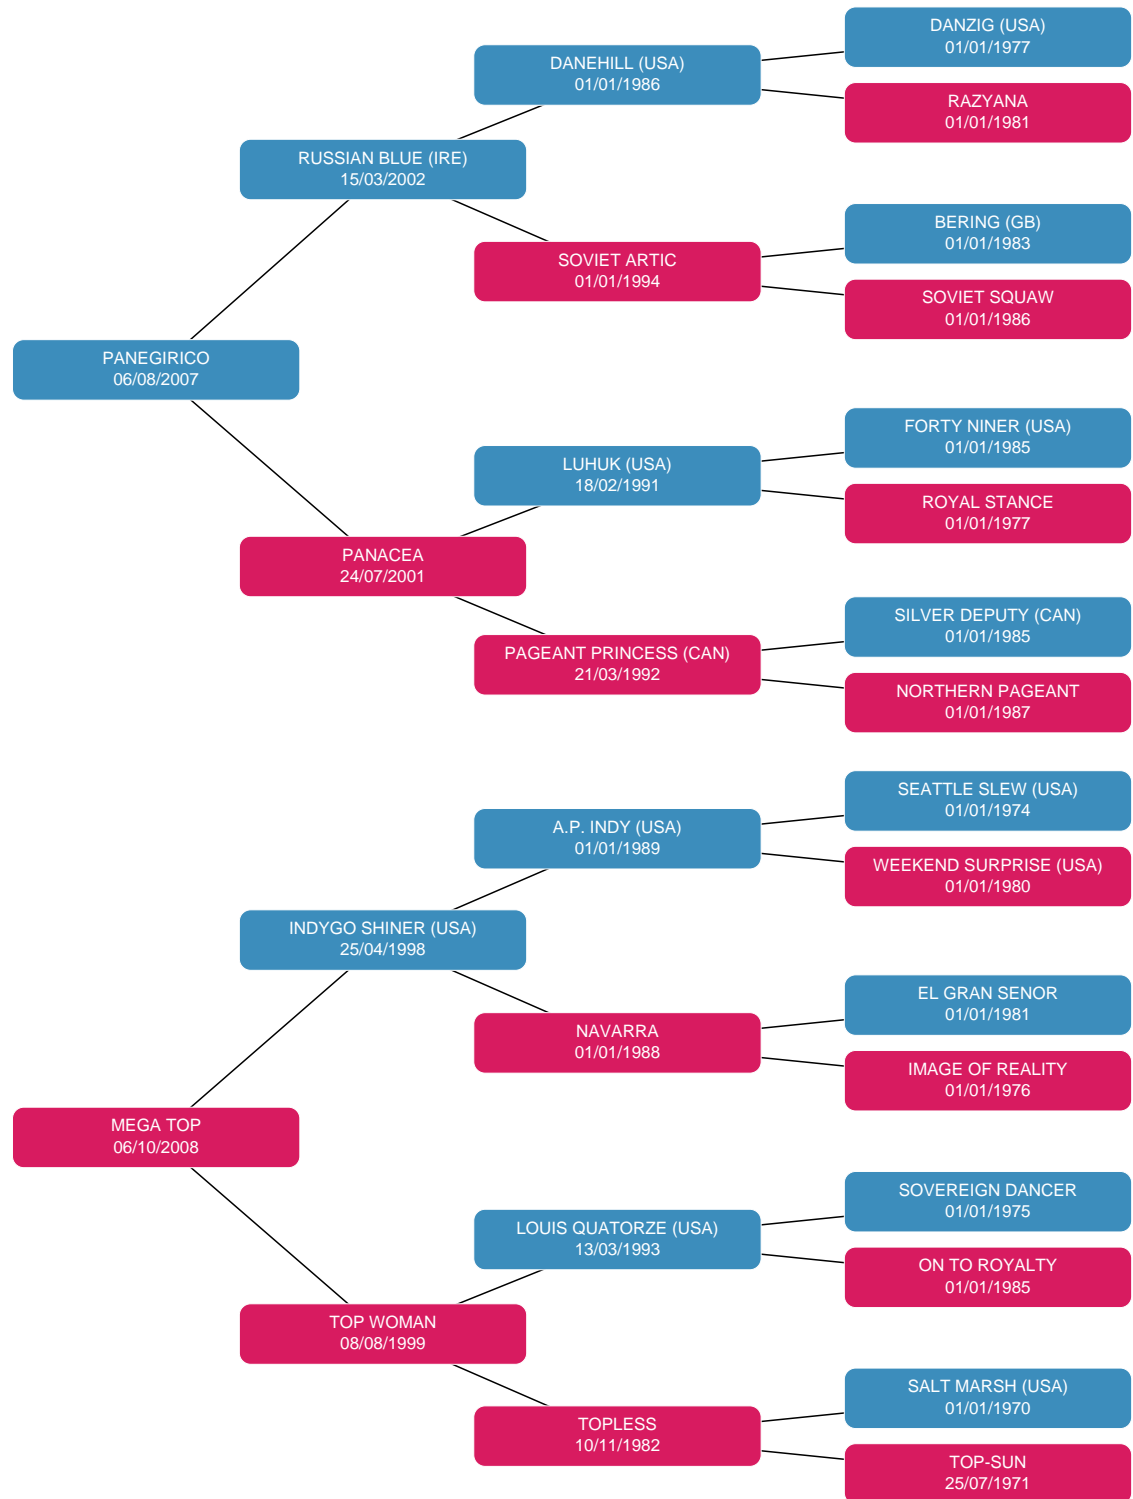 DANZIG (USA)
01/01/1977
DANEHILL (USA)
01/01/1986
RAZYANA
01/01/1981
RUSSIAN BLUE (IRE)
15/03/2002
BERING (GB)
01/01/1983
SOVIET ARTIC
01/01/1994
SOVIET SQUAW
01/01/1986
PANEGIRICO
06/08/2007
FORTY NINER (USA)
01/01/1985
LUHUK (USA)
18/02/1991
ROYAL STANCE
01/01/1977
PANACEA
24/07/2001
SILVER DEPUTY (CAN)
01/01/1985
PAGEANT PRINCESS (CAN)
21/03/1992
NORTHERN PAGEANT
01/01/1987
SEATTLE SLEW (USA)
01/01/1974
A.P. INDY (USA)
01/01/1989
WEEKEND SURPRISE (USA)
01/01/1980
INDYGO SHINER (USA)
25/04/1998
EL GRAN SENOR
01/01/1981
NAVARRA
01/01/1988
IMAGE OF REALITY
01/01/1976
MEGA TOP
06/10/2008
SOVEREIGN DANCER
01/01/1975
LOUIS QUATORZE (USA)
13/03/1993
ON TO ROYALTY
01/01/1985
TOP WOMAN
08/08/1999
SALT MARSH (USA)
01/01/1970
TOPLESS
10/11/1982
TOP-SUN
25/07/1971